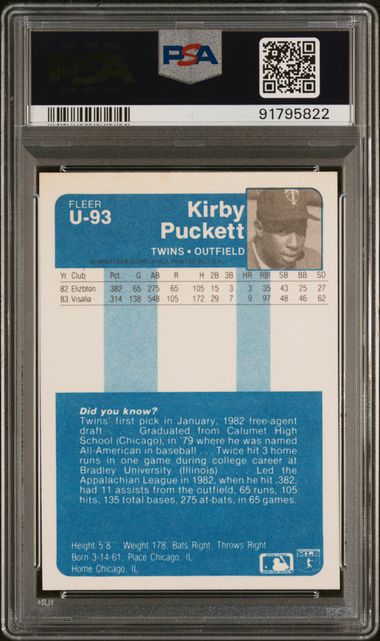 PSA
PSA
91795822
FLEER
U-93
Kirby
Puckett
TWINS • OUTFIELD
Yr. Club Pct. G AB R H 2B 3B HR RBI SB BB SO
82 Elizbton 382 65 275 65 105 15 3 3 35 43 25 27
83 Visalia 314 138 548 105 172 29 7 9 97 48 46 62
Did you know?
Twins' first pick in January, 1982 free-agent
draft . . . Graduated from Calumet High
School (Chicago), in '79 where he was named
All-American in baseball . . . Twice hit 3 home
runs in one game during college career at
Bradley University (Illinois) . . . Led the
Appalachian League in 1982, when he hit .382,
had 11 assists from the outfield, 65 runs, 105
hits, 135 total bases, 275 at-bats, in 65 games.
Height 5'8", Weight 178, Bats Right, Throws Right
Born 3-14-61, Place Chicago, IL
Home Chicago, IL